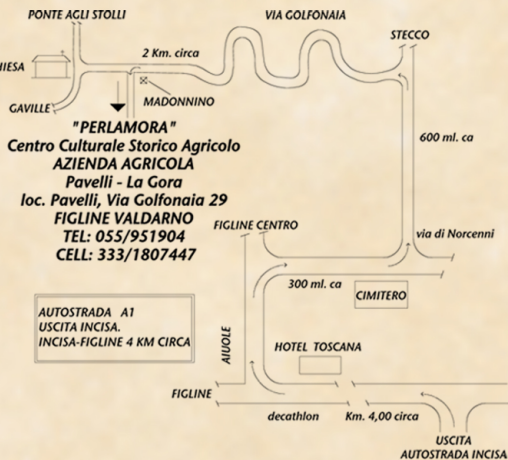 PONTE AGLI STOLLI
VIA GOLFONAIA
STECCO
2 Km. circa
HIESA
GAVILLE
MADONNINO
600 ml. ca
"PERLAMORA"
Centro Culturale Storico Agricolo
AZIENDA AGRICOLA
Pavelli - La Gora
loc. Pavelli, Via Golfonaia 29
FIGLINE VALDARNO
TEL: 055/951904
CELL: 333/1807447
FIGLINE CENTRO
via di Norcenni
300 ml. ca
CIMITERO
AUTOSTRADA A1
USCITA INCISA.
INCISA-FIGLINE 4 KM CIRCA
AIUOLE
HOTEL TOSCANA
FIGLINE
decathlon
Km. 4,00 circa
USCITA
AUTOSTRADA INCISA